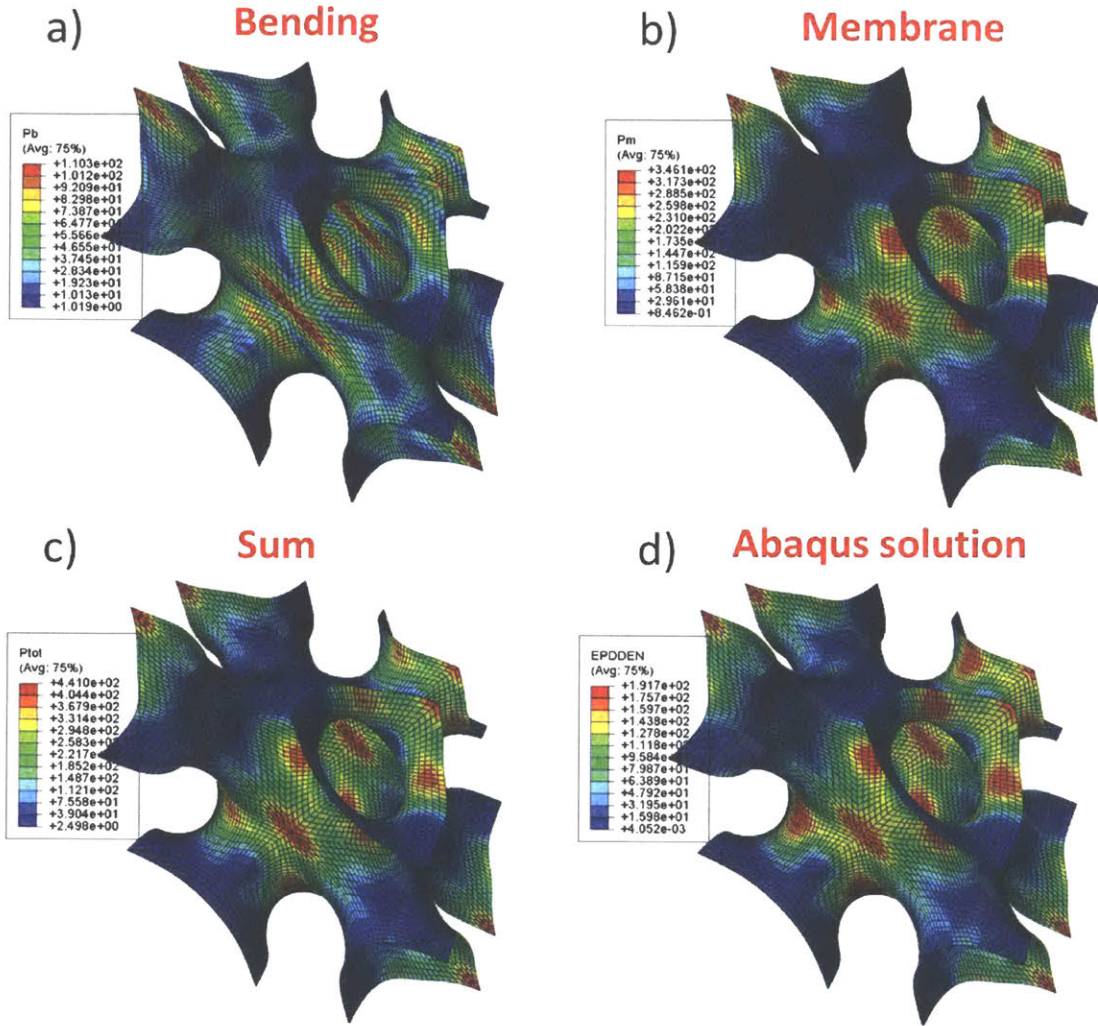 a)
Bending
Pb
(Avg: 75%)
+1.103e+02
+1.012e+02
+9.209e+01
+8.298e+01
+7.387e+01
+6.477e+01
+5.566e+01
+4.655e+01
+3.745e+01
+2.834e+01
+1.923e+01
+1.013e+01
+1.019e+00
b)
Membrane
Pm
(Avg: 75%)
+3.461e+02
+3.173e+02
+2.885e+02
+2.598e+02
+2.310e+02
+2.022e+02
+1.735e+02
+1.447e+02
+1.159e+02
+8.715e+01
+5.838e+01
+2.961e+01
+8.462e-01
c)
Sum
Ptot
(Avg: 75%)
+4.410e+02
+4.044e+02
+3.679e+02
+3.314e+02
+2.948e+02
+2.583e+02
+2.217e+02
+1.852e+02
+1.487e+02
+1.121e+02
+7.558e+01
+3.904e+01
+2.498e+00
d)
Abaqus solution
EPDDEN
(Avg: 75%)
+1.917e+02
+1.757e+02
+1.597e+02
+1.438e+02
+1.278e+02
+1.118e+02
+9.584e+01
+7.987e+01
+6.389e+01
+4.792e+01
+3.195e+01
+1.598e+01
+4.052e-03